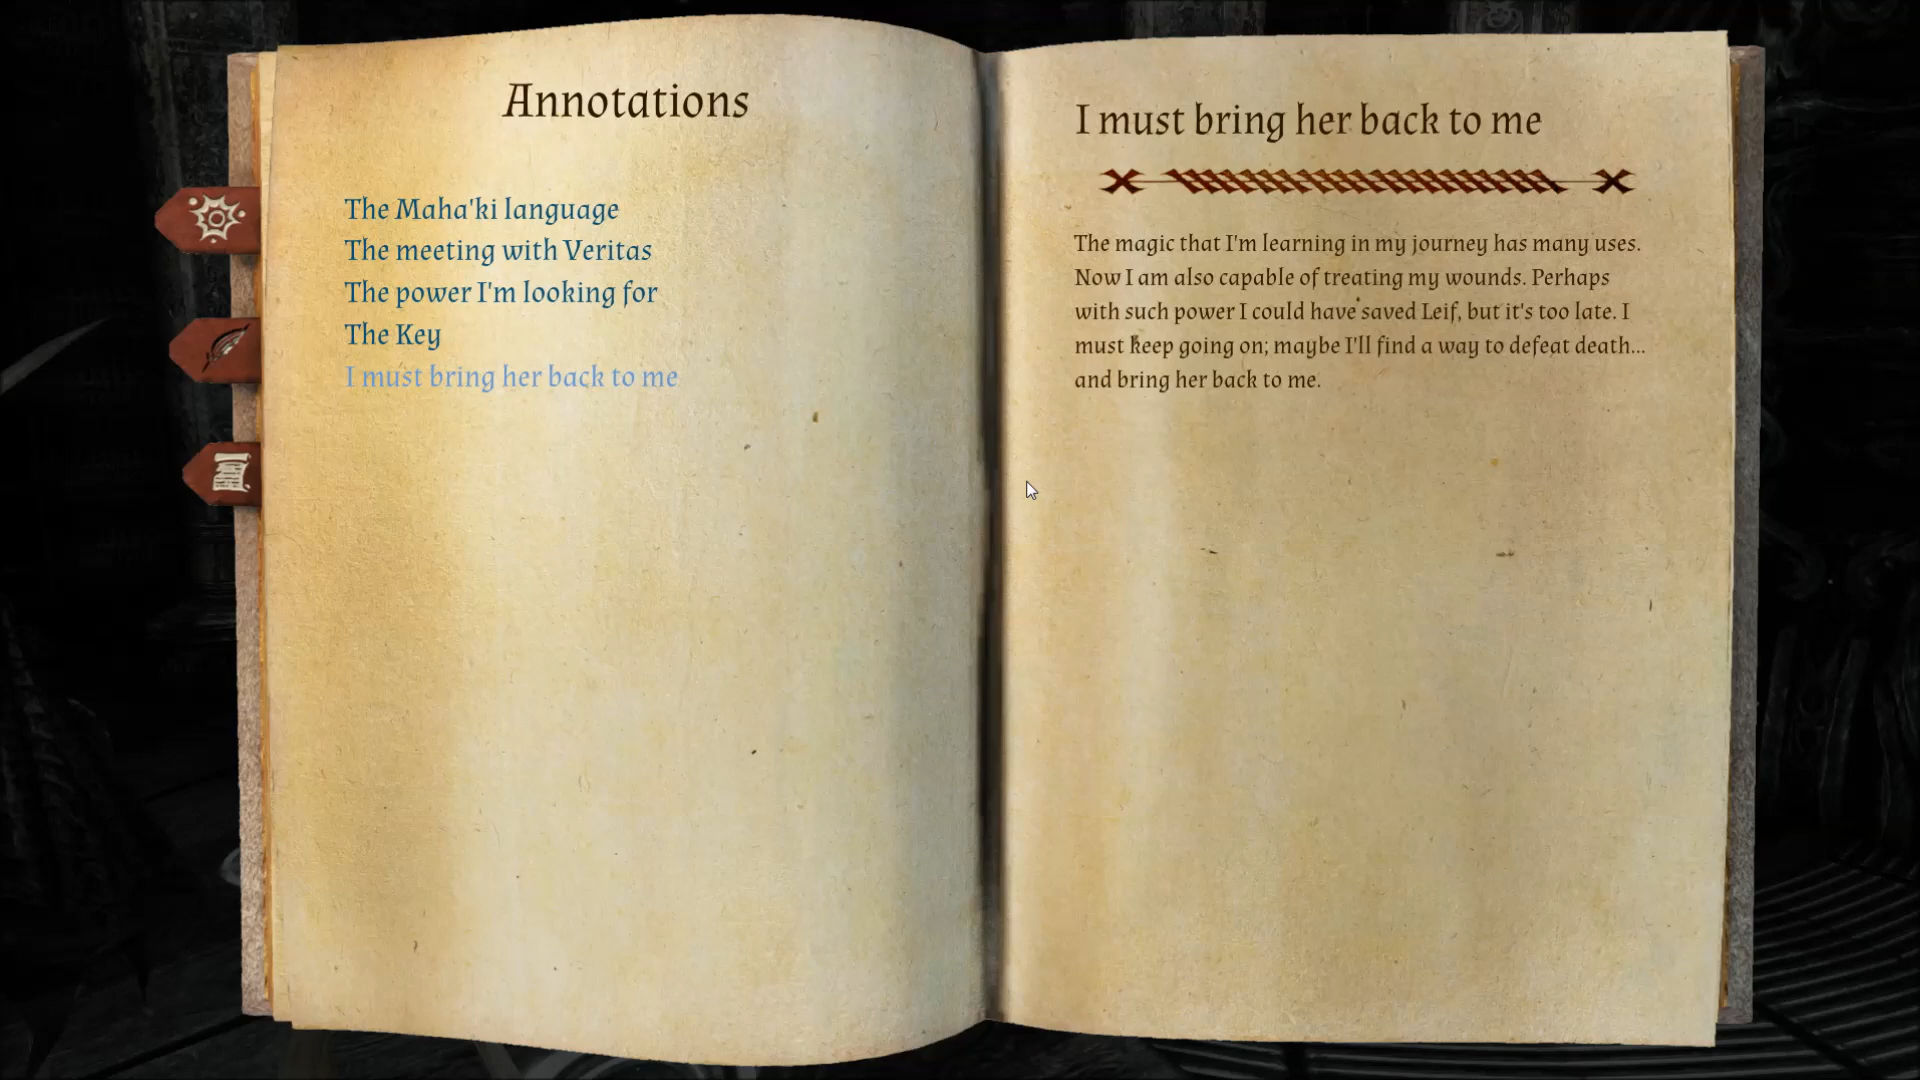 Annotations
The Maha'ki language
The meeting with Veritas
The power I'm looking for
The Key
I must bring her back to me
I must bring her back to me
The magic that I'm learning in my journey has many uses.
Now I am also capable of treating my wounds. Perhaps
with such power I could have saved Leif, but it's too late. I
must keep going on; maybe I'll find a way to defeat death...
and bring her back to me.